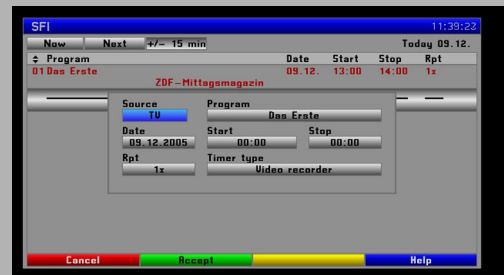 SFI 11:39:22
Now Next +/- 15 min Today 09.12.
Program Date Start Stop Rpt
01 Das Erste 09.12. 13:00 14:00 1x
ZDF-Mittagsmagazin
Source Program
TV Das Erste
Date Start Stop
09.12.2005 00:00 00:00
Rpt Timer type
1x Video recorder
Cancel Accept Help